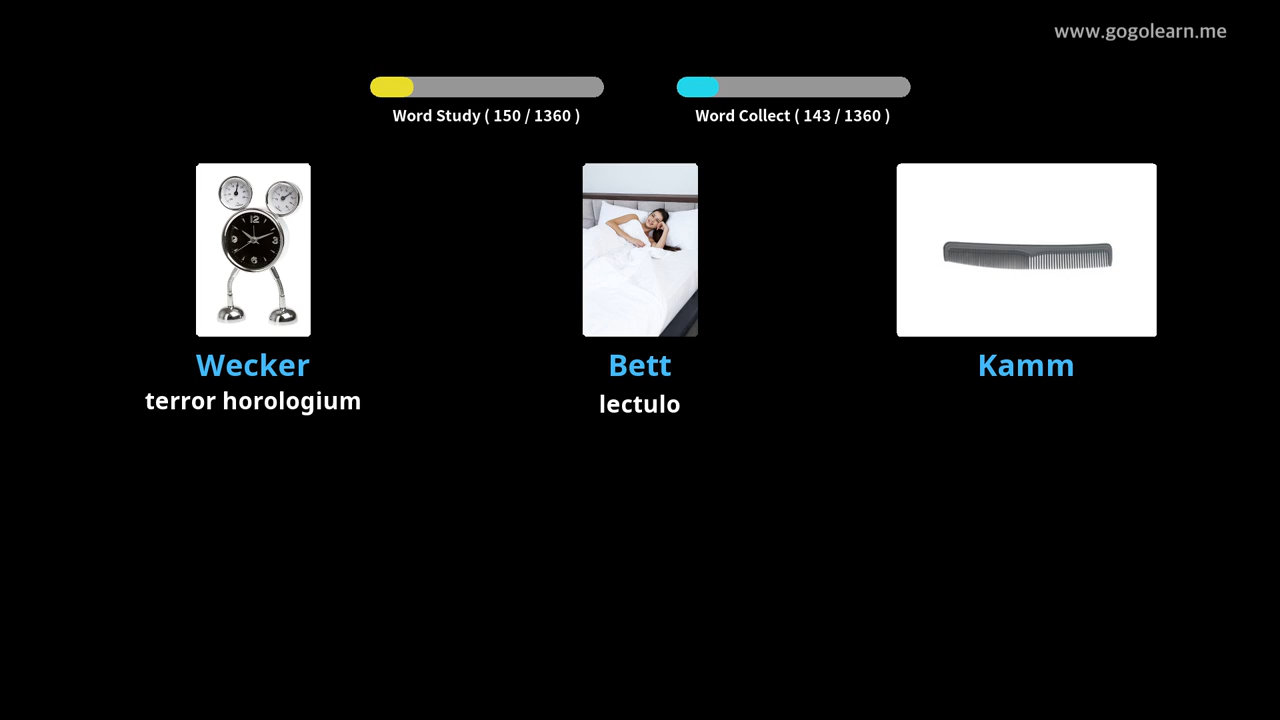 www.gogolearn.me
Word Study ( 150 / 1360 )
Word Collect ( 143 / 1360 )
Wecker
terror horologium
Bett
lectulo
Kamm